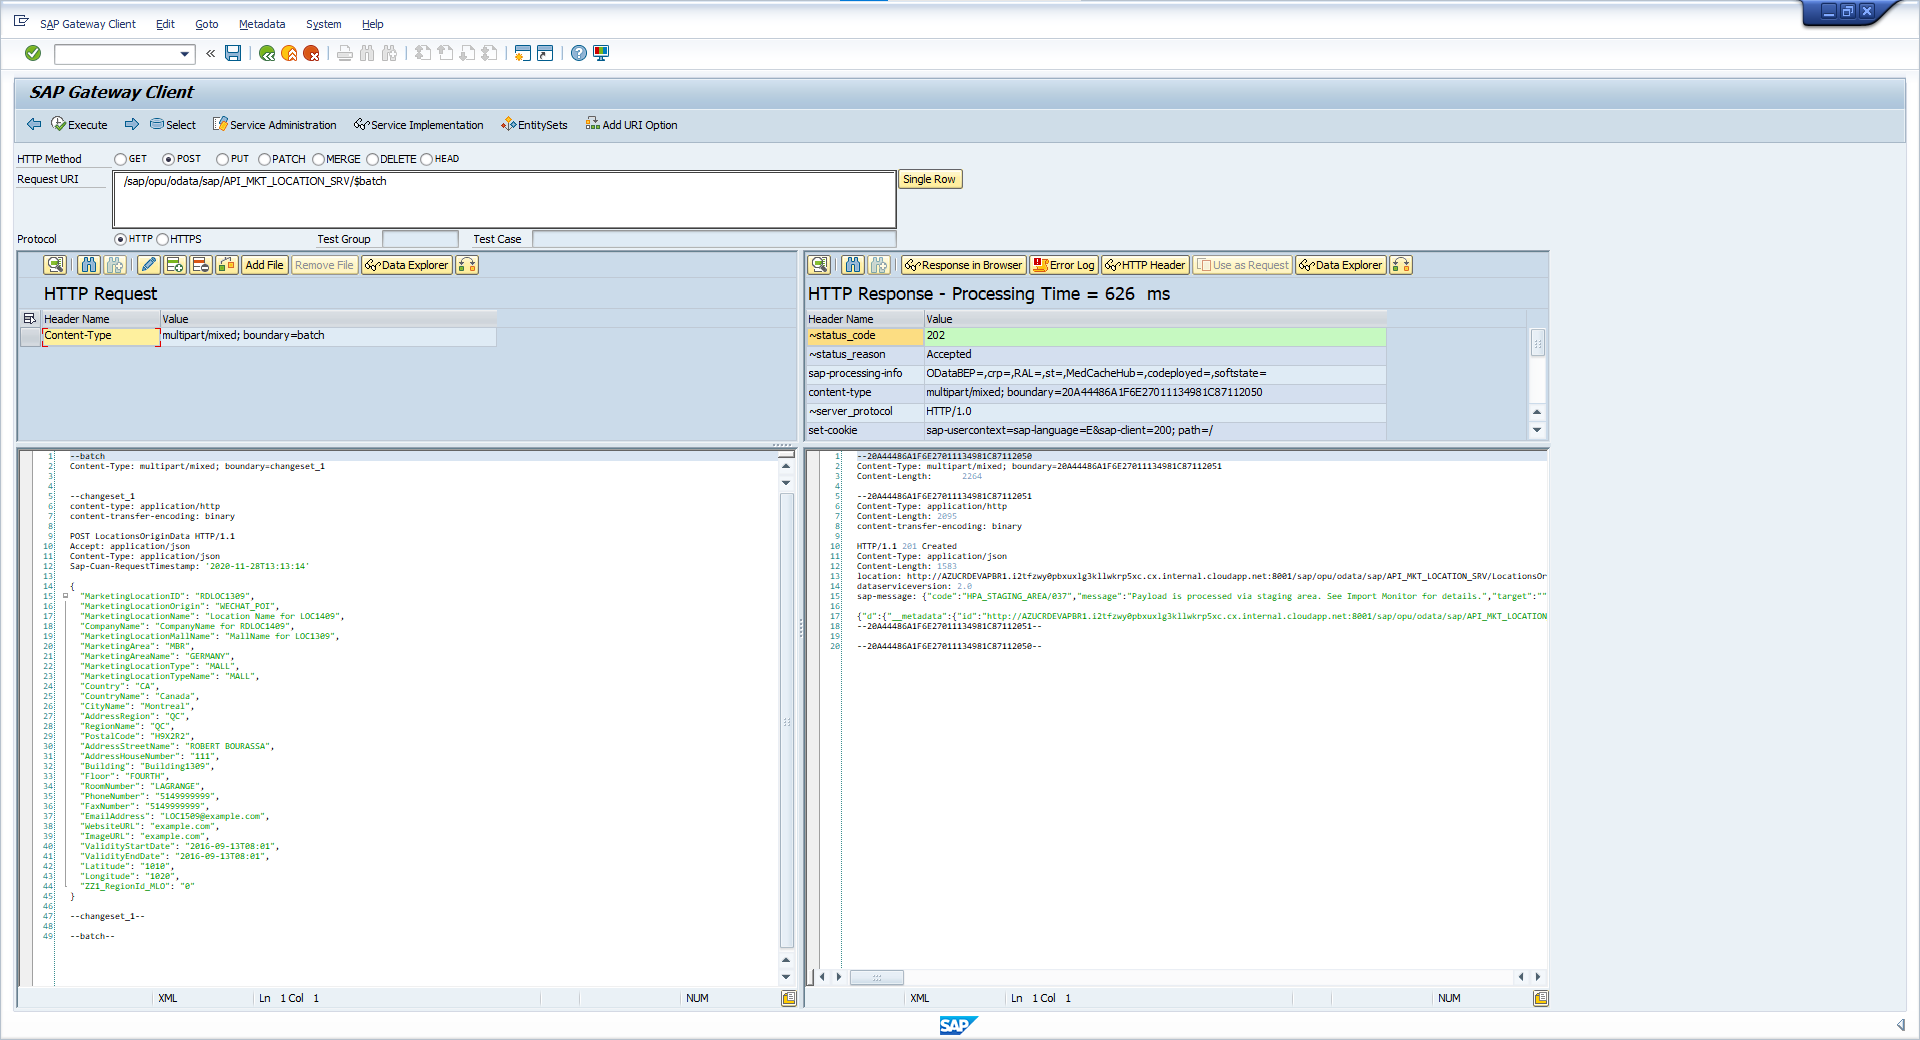 SAP Gateway Client Edit Goto Metadata System Help
SAP Gateway Client
Execute Select Service Administration Service Implementation EntitySets Add URI Option
HTTP Method GET POST PUT PATCH MERGE DELETE HEAD
Request URI /sap/opu/odata/sap/API_MKT_LOCATION_SRV/$batch Single Row
Protocol HTTP HTTPS Test Group Test Case
Add File Remove File Data Explorer
HTTP Request
Header Name Value
Content-Type multipart/mixed; boundary=batch
Response in Browser Error Log HTTP Header Use as Request Data Explorer
HTTP Response - Processing Time = 626 ms
Header Name Value
~status_code 202
~status_reason Accepted
sap-processing-info ODataBEP=,crp=,RAL=,st=,MedCacheHub=,codeployed=,softstate=
content-type multipart/mixed; boundary=20A44486A1F6E27011134981C87112050
~server_protocol HTTP/1.0
set-cookie sap-usercontext=sap-language=E&sap-client=200; path=/
1 --batch
2 Content-Type: multipart/mixed; boundary=changeset_1
3
4
5 --changeset_1
6 content-type: application/http
7 content-transfer-encoding: binary
8
9 POST LocationsOriginData HTTP/1.1
10 Accept: application/json
11 Content-Type: application/json
12 Sap-Cuan-RequestTimestamp: '2020-11-28T13:13:14'
13
14 {
15 "MarketingLocationID": "RDLOC1309",
16 "MarketingLocationOrigin": "WECHAT_POI",
17 "MarketingLocationName": "Location Name for LOC1409",
18 "CompanyName": "CompanyName for RDLOC1409",
19 "MarketingLocationMallName": "MallName for LOC1309",
20 "MarketingArea": "MBR",
21 "MarketingAreaName": "GERMANY",
22 "MarketingLocationType": "MALL",
23 "MarketingLocationTypeName": "MALL",
24 "Country": "CA",
25 "CountryName": "Canada",
26 "CityName": "Montreal",
27 "AddressRegion": "QC",
28 "RegionName": "QC",
29 "PostalCode": "H9X2R2",
30 "AddressStreetName": "ROBERT BOURASSA",
31 "AddressHouseNumber": "111",
32 "Building": "Building1309",
33 "Floor": "FOURTH",
34 "RoomNumber": "LAGRANGE",
35 "PhoneNumber": "5149999999",
36 "FaxNumber": "5149999999",
37 "EmailAddress": "LOC1509@example.com",
38 "WebsiteURL": "example.com",
39 "ImageURL": "example.com",
40 "ValidityStartDate": "2016-09-13T08:01",
41 "ValidityEndDate": "2016-09-13T08:01",
42 "Latitude": "1010",
43 "Longitude": "1020",
44 "ZZ1_RegionId_MLO": "0"
45 }
46
47 --changeset_1--
48
49 --batch--
XML Ln 1 Col 1 NUM
1 --20A44486A1F6E27011134981C87112050
2 Content-Type: multipart/mixed; boundary=20A44486A1F6E27011134981C87112051
3 Content-Length: 2264
4
5 --20A44486A1F6E27011134981C87112051
6 Content-Type: application/http
7 Content-Length: 2095
8 content-transfer-encoding: binary
9
10 HTTP/1.1 201 Created
11 Content-Type: application/json
12 Content-Length: 1583
13 location: http://AZUCRDEVAPBR1.i2tfzwy0pbxuxlg3kllwkrp5xc.cx.internal.cloudapp.net:8001/sap/opu/odata/sap/API_MKT_LOCATION_SRV/LocationsOr
14 dataserviceversion: 2.0
15 sap-message: {"code":"HPA_STAGING_AREA/037","message":"Payload is processed via staging area. See Import Monitor for details.","target":""
16
17 {"d":{"__metadata":{"id":"http://AZUCRDEVAPBR1.i2tfzwy0pbxuxlg3kllwkrp5xc.cx.internal.cloudapp.net:8001/sap/opu/odata/sap/API_MKT_LOCATION
18 --20A44486A1F6E27011134981C87112051--
19
20 --20A44486A1F6E27011134981C87112050--
XML Ln 1 Col 1 NUM
SAP